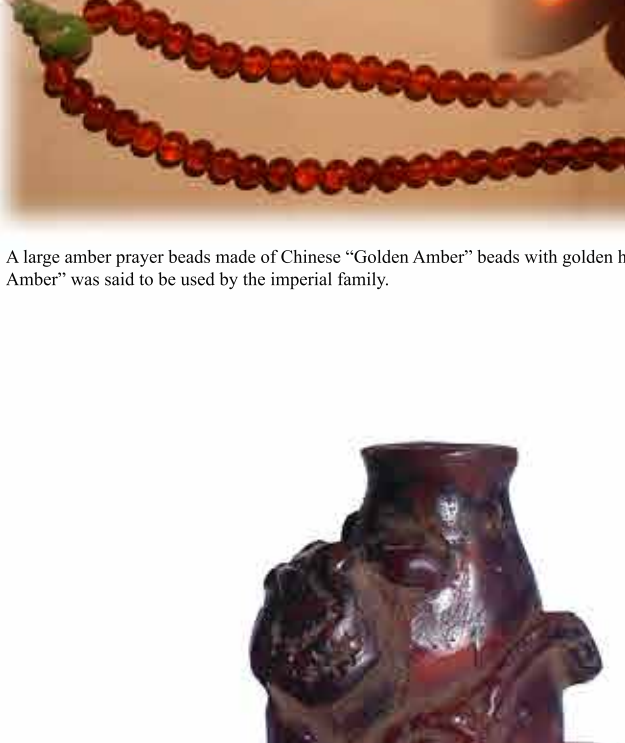 A large amber prayer beads made of Chinese “Golden Amber” beads with golden
Amber” was said to be used by the imperial family.